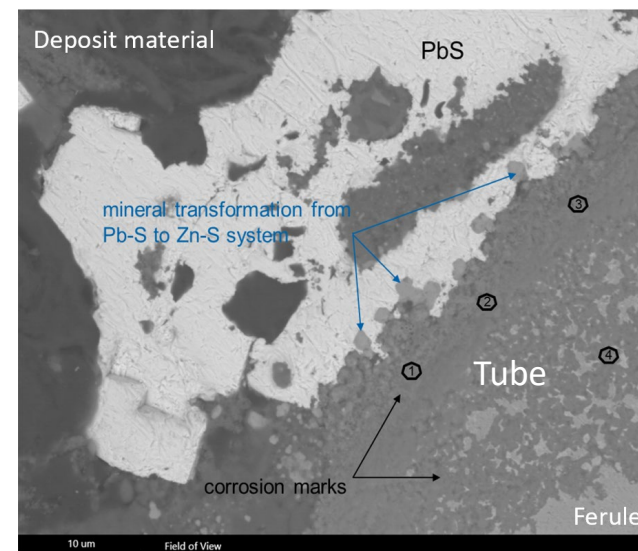 Deposit material
PbS
mineral transformation from
Pb-S to Zn-S system
3
2
4
1
Tube
corrosion marks
Ferule
10 um
Field of View